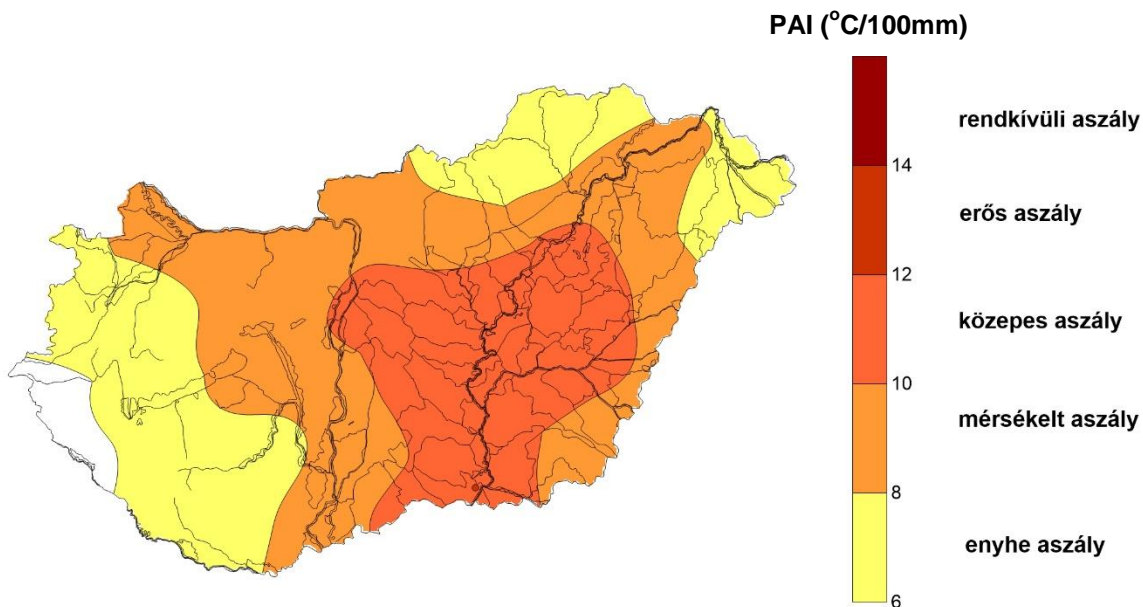 PAI (°C/100mm)
rendkívüli aszály
14
erős aszály
12
közepes aszály
10
mérsékelt aszály
8
enyhe aszály
6